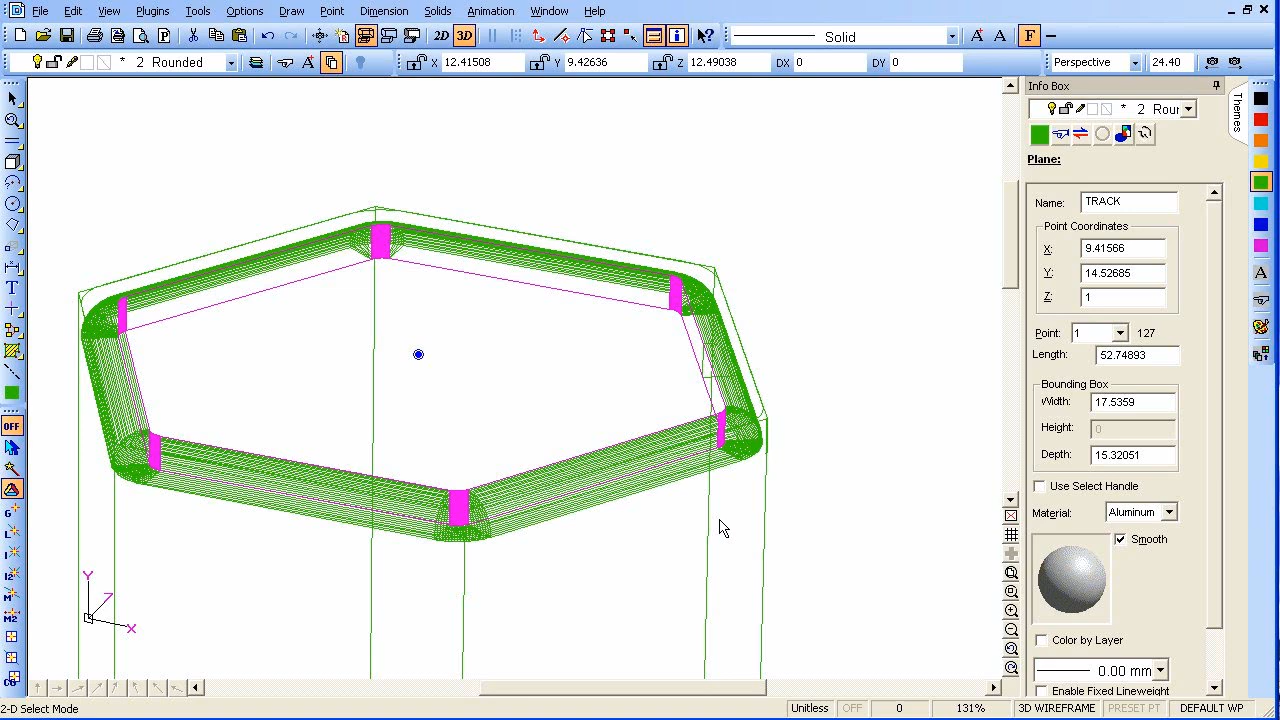 File Edit View Plugins Tools Options Draw Point Dimension Solids Animation Window Help
2D 3D Solid A A F
* 2 Rounded A X 12.41508 Y 9.42636 Z 12.49038 DX 0 DY 0 Perspective 24.40
Info Box
* 2 Rour
Themes
Plane:
Name: TRACK
Point Coordinates
X: 9.41566
Y: 14.52685
Z: 1
Point: 1 127
Length: 52.74893
Bounding Box
Width: 17.5359
Height: 0
Depth: 15.32051
Use Select Handle
Material: Aluminum
Smooth
Color by Layer
0.00 mm
Enable Fixed Lineweight
T
A
OFF
G
L
I
I2
M
M2
CG
Y
Z
X
2-D Select Mode Unitless OFF 0 131% 3D WIREFRAME PRESET PT DEFAULT WP